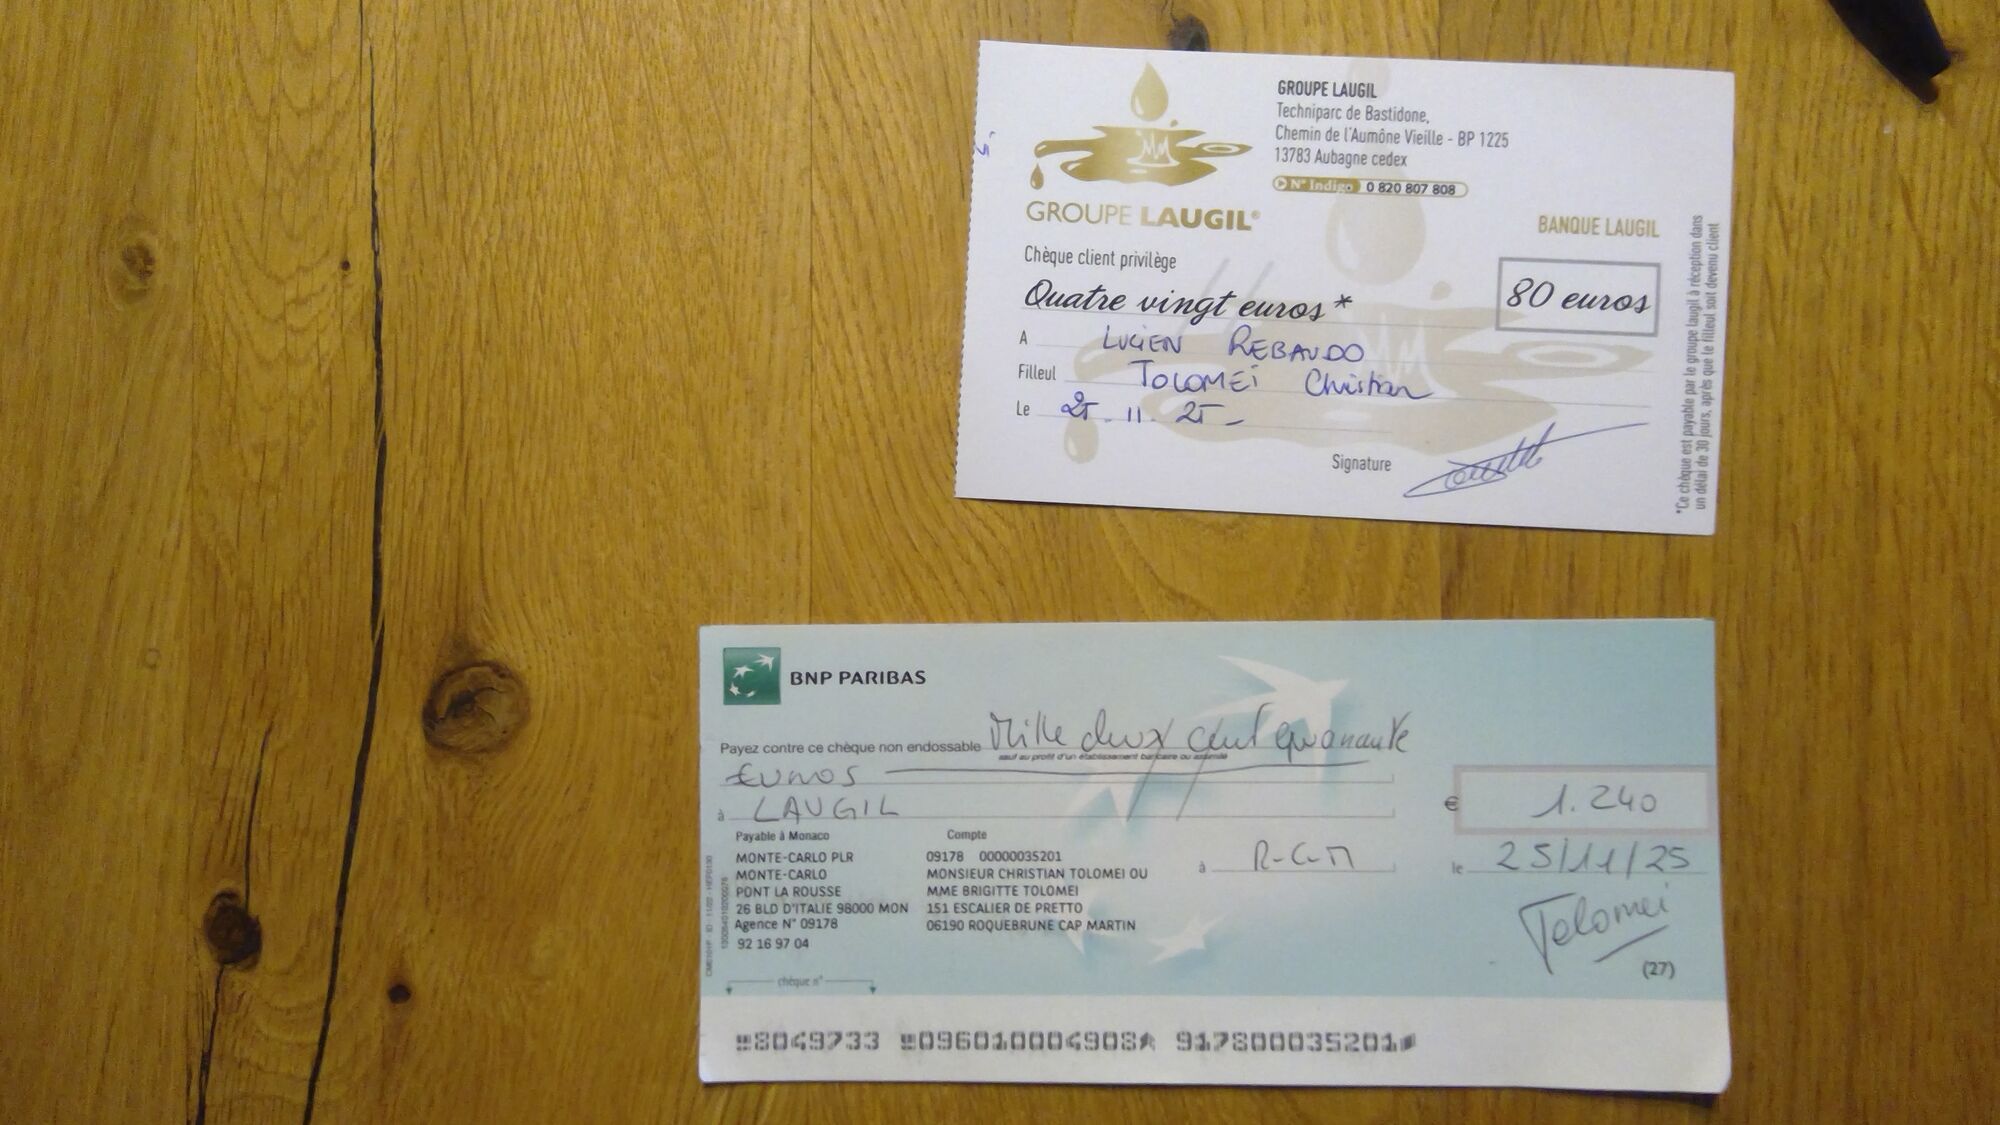 GROUPE LAUGIL
Techniparc de Bastidone,
Chemin de l'Aumône Vieille - BP 1225
13783 Aubagne cedex
N° Indigo 0 820 807 808
GROUPE LAUGIL®
BANQUE LAUGIL
Chèque client privilège
Quatre vingt euros*
80 euros
A LUCIEN REBAUDO
Filleul TOLOMEI Christian
Le 25.11.25
Signature
*Ce chèque est payable par le groupe laugil à réception dans
un délai de 30 jours, après que le filleul soit devenu client
BNP PARIBAS
Payez contre ce chèque non endossable Mille deux cent quarante
sauf au profit d'un établissement bancaire ou assimilé
EUROS
à LAUGIL
€ 1.240
Payable à Monaco
Compte
MONTE-CARLO PLR
09178 00000035201
à R-C-M
le 25/11/25
MONTE-CARLO
MONSIEUR CHRISTIAN TOLOMEI OU
PONT LA ROUSSE
MME BRIGITTE TOLOMEI
26 BLD D'ITALIE 98000 MON
151 ESCALIER DE PRETTO
Agence N° 09178
06190 ROQUEBRUNE CAP MARTIN
92 16 97 04
Tolomei
(27)
chèque n°
8049733 096010004908 917800035201